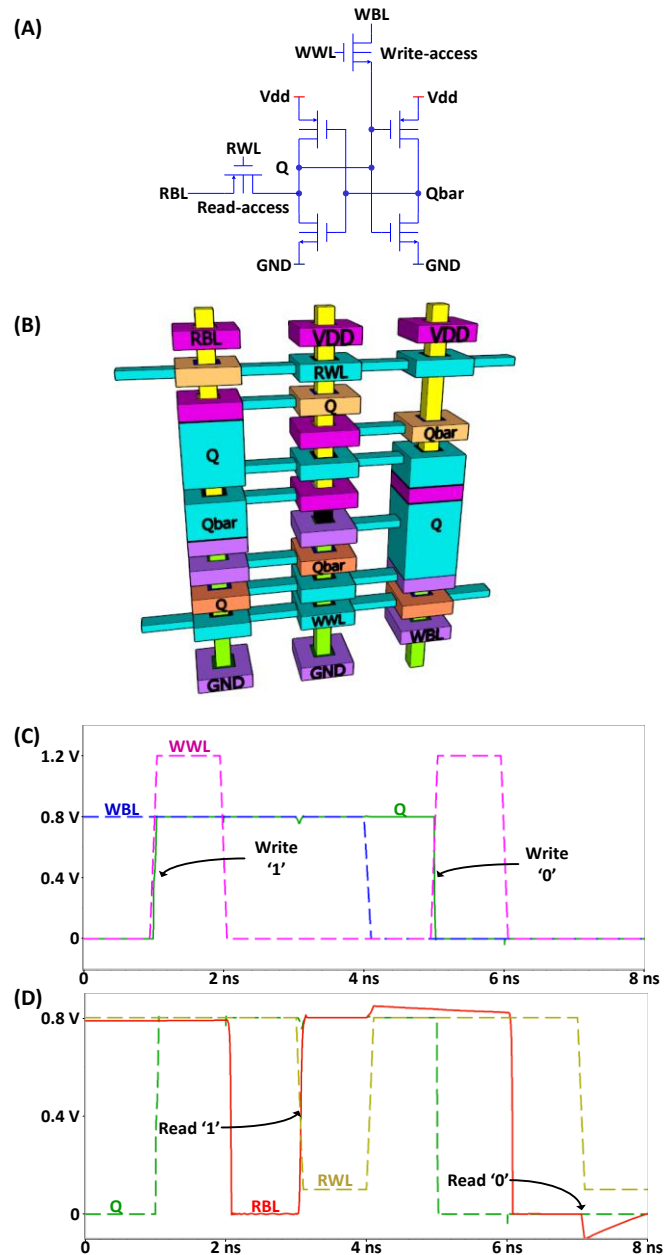 (A)
WBL
WWL
Write-access
Vdd
Vdd
RWL
Q
RBL
Qbar
Read-access
GND
GND
(B)
RBL
VDD
VDD
RWL
Q
Qbar
Q
Qbar
Q
Qbar
Q
WWL
WBL
GND
GND
(C)
1.2 V
WWL
WBL
Q
0.8 V
Write
'1'
Write
'0'
0.4 V
0
0
2 ns
4 ns
6 ns
8 ns
(D)
0.8 V
0.4 V
Read '1'
RWL
Read '0'
Q
RBL
0
0
2 ns
4 ns
6 ns
8 ns